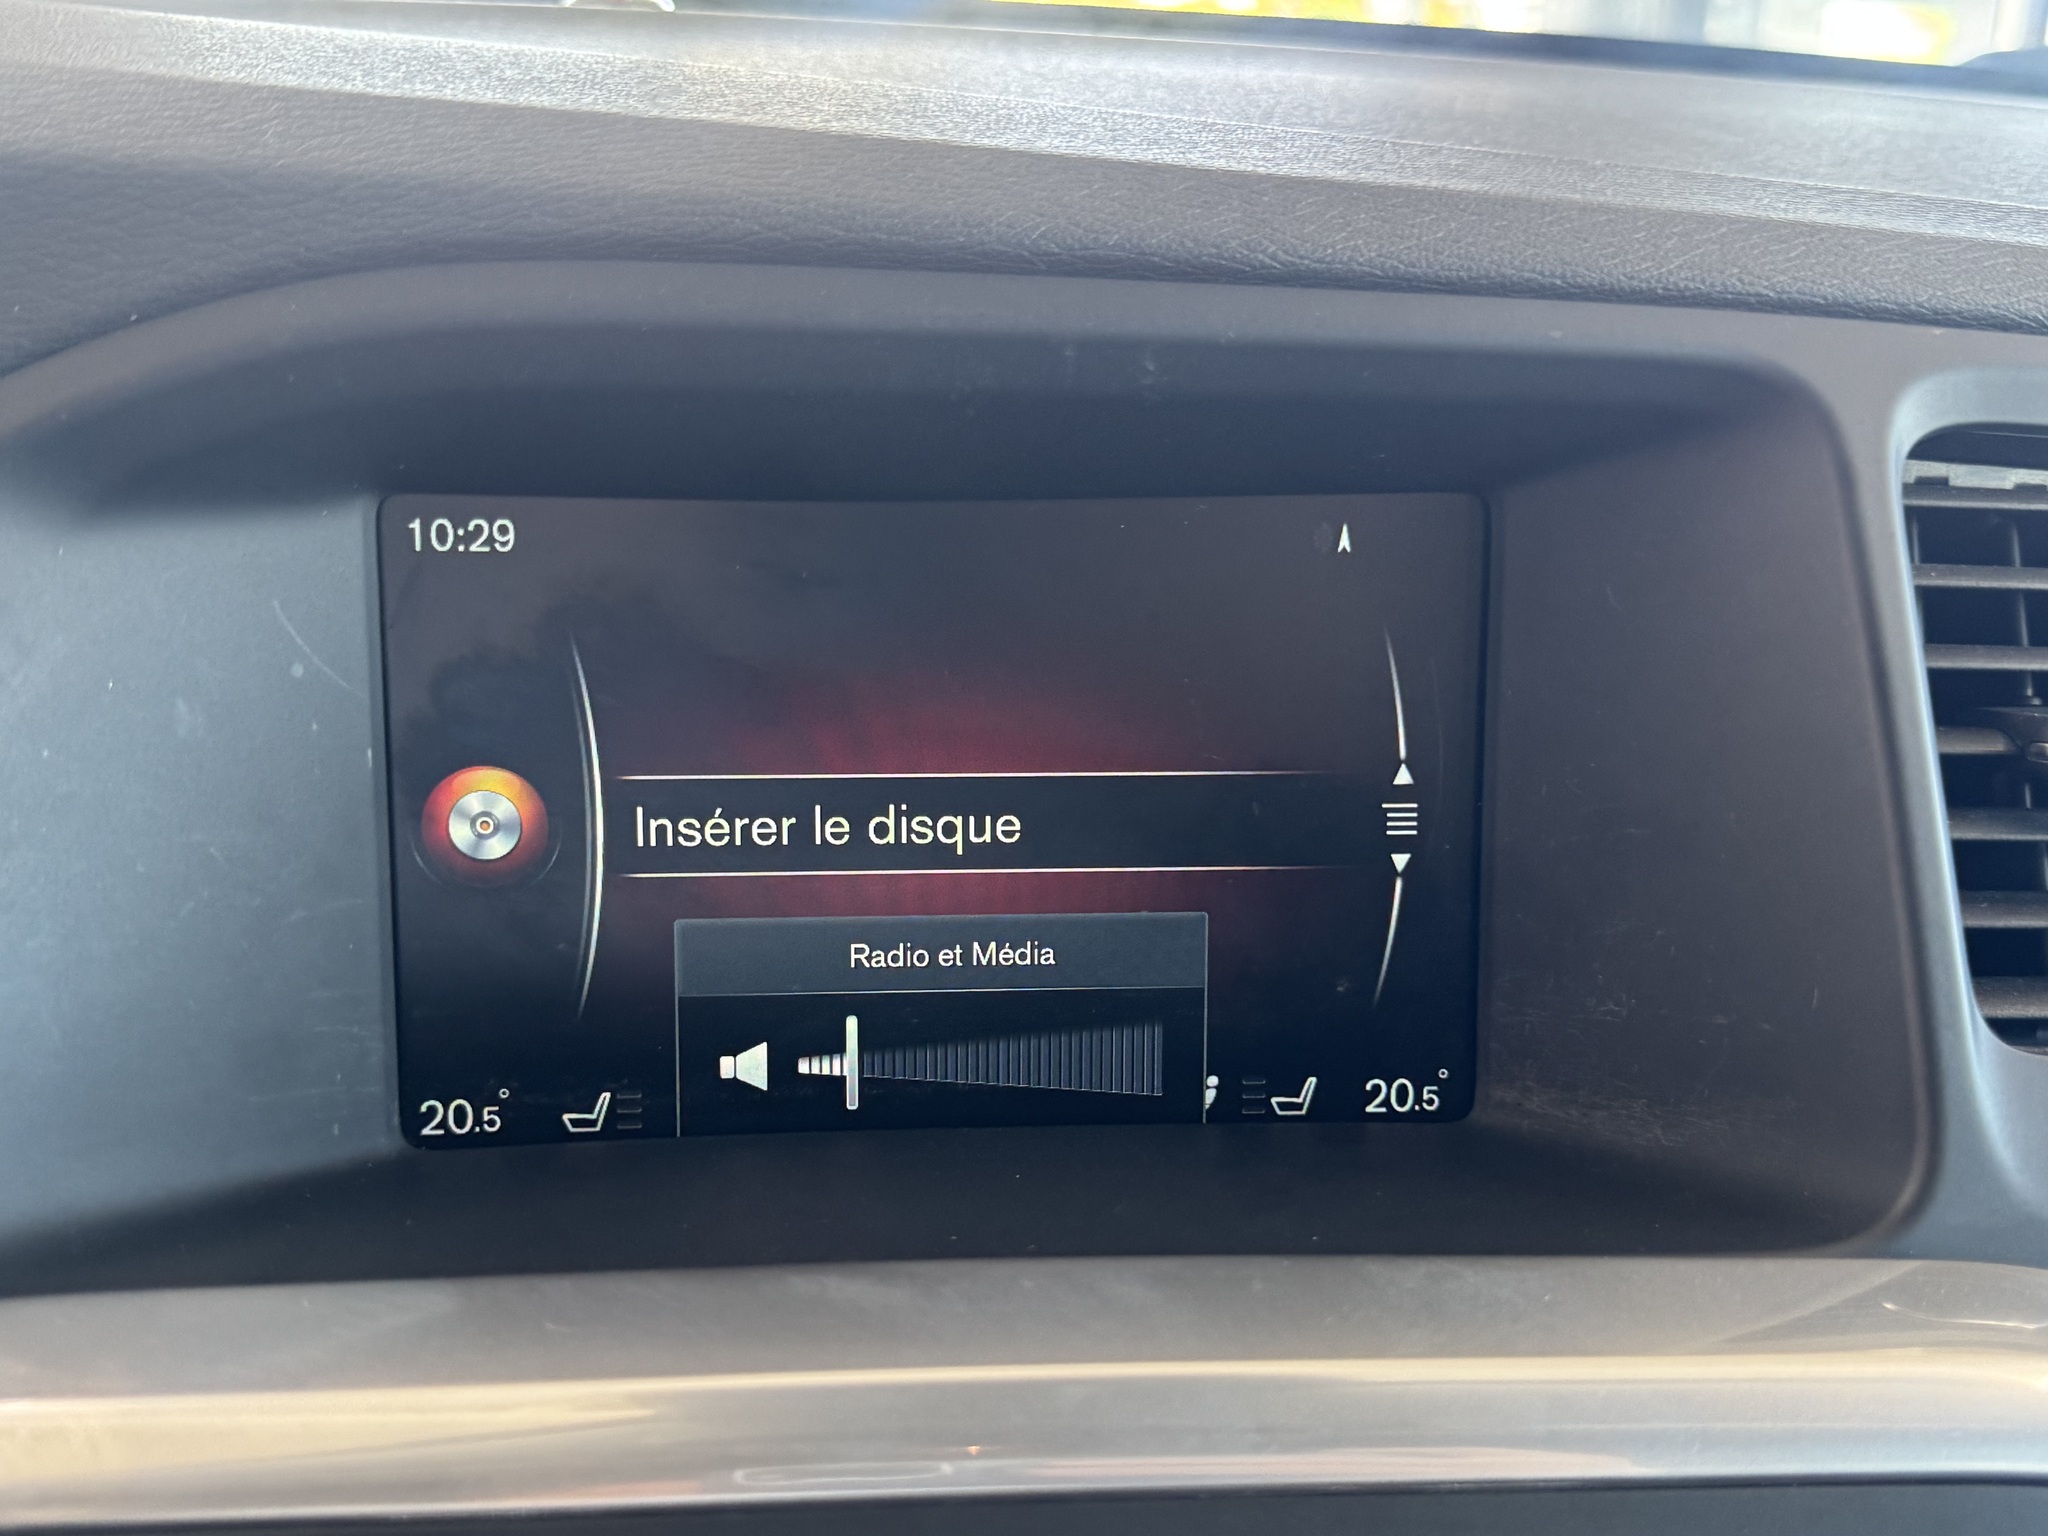 10:29
Insérer le disque
Radio et Média
20.5°
20.5°